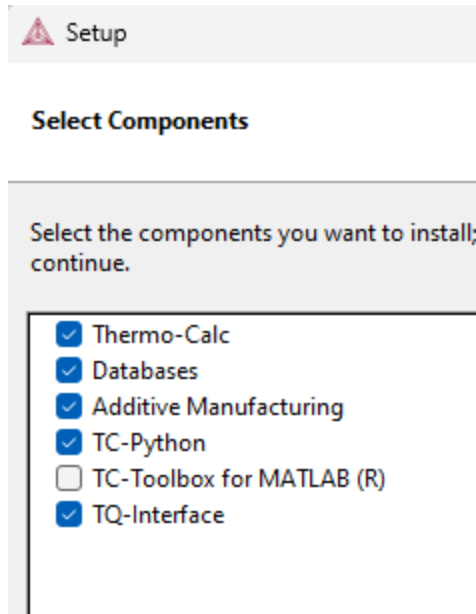 Setup
Select Components
Select the components you want to install;
continue.
Thermo-Calc
Databases
Additive Manufacturing
TC-Python
TC-Toolbox for MATLAB (R)
TQ-Interface